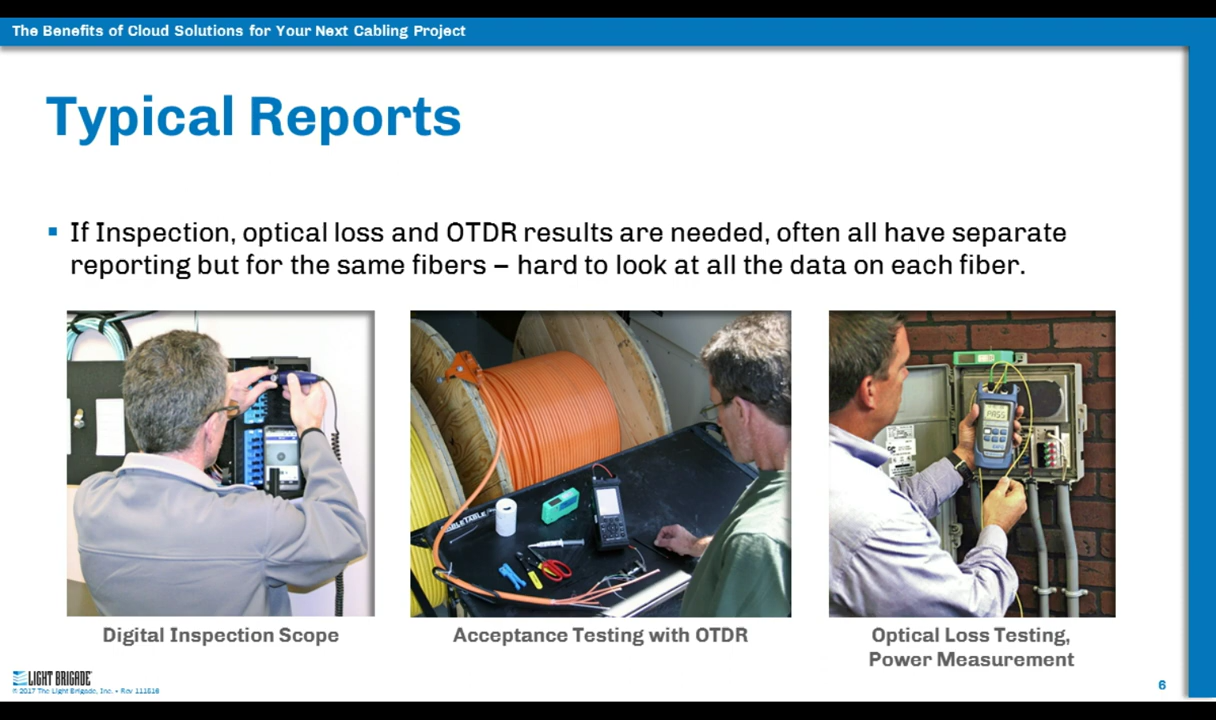 The Benefits of Cloud Solutions for Your Next Cabling Project
Typical Reports
▪ If Inspection, optical loss and OTDR results are needed, often all have separate
reporting but for the same fibers – hard to look at all the data on each fiber.
PASS
Digital Inspection Scope
Acceptance Testing with OTDR
Optical Loss Testing,
Power Measurement
LIGHT BRIGADE
© 2017 The Light Brigade, Inc. • Rev 111516
6